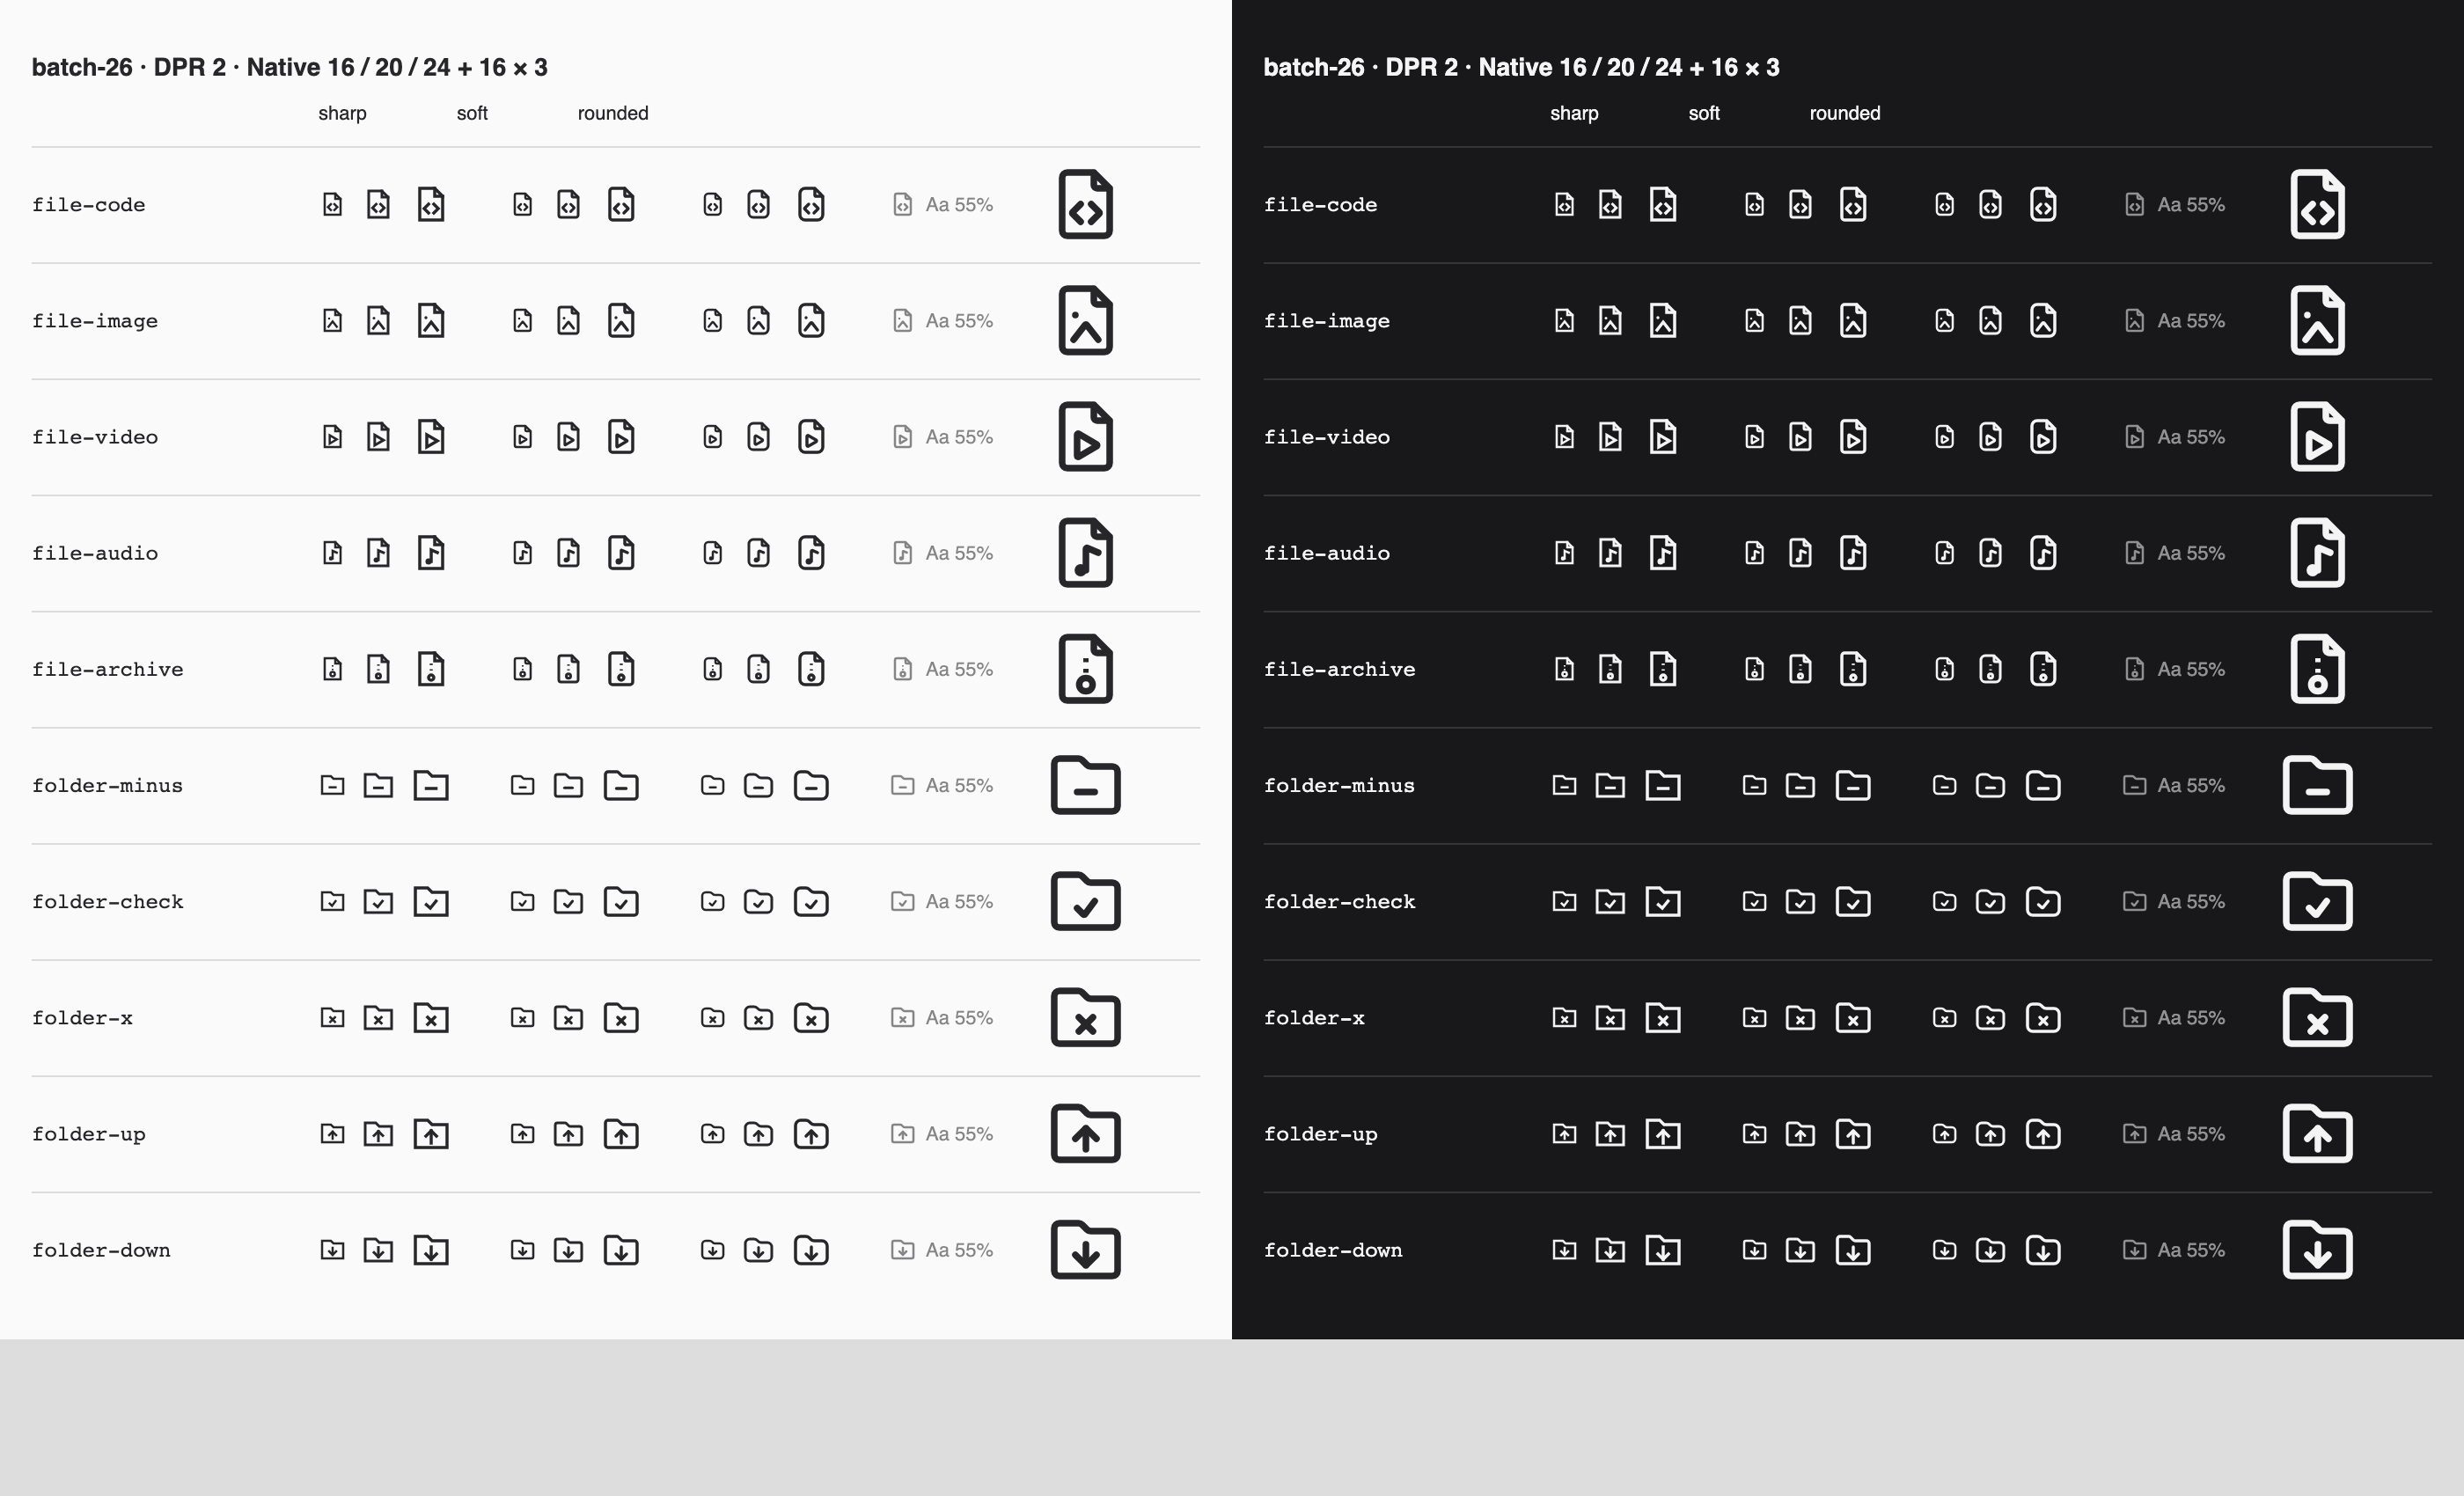 batch-26 · DPR 2 · Native 16 / 20 / 24 + 16 × 3
sharp soft rounded
file-code Aa 55%
file-image Aa 55%
file-video Aa 55%
file-audio Aa 55%
file-archive Aa 55%
folder-minus Aa 55%
folder-check Aa 55%
folder-x Aa 55%
folder-up Aa 55%
folder-down Aa 55%
batch-26 · DPR 2 · Native 16 / 20 / 24 + 16 × 3
sharp soft rounded
file-code Aa 55%
file-image Aa 55%
file-video Aa 55%
file-audio Aa 55%
file-archive Aa 55%
folder-minus Aa 55%
folder-check Aa 55%
folder-x Aa 55%
folder-up Aa 55%
folder-down Aa 55%